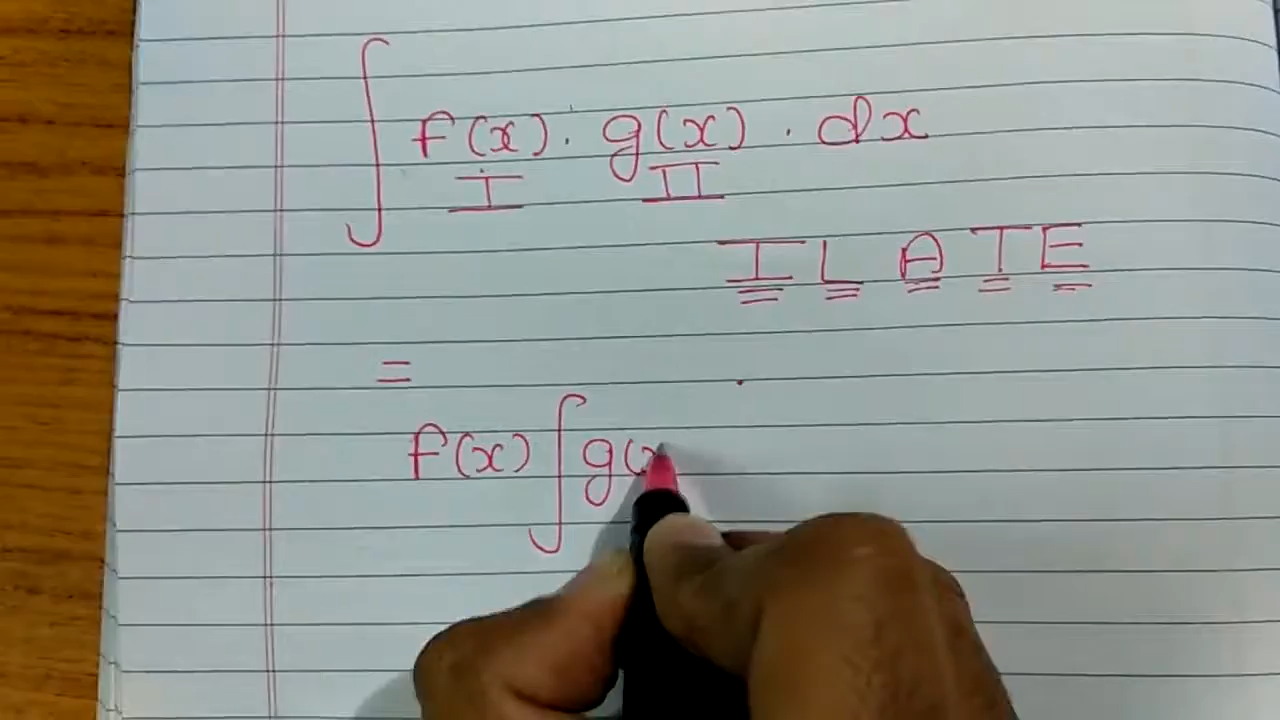 ∫ f(x) . g(x) . dx
I II
I L A T E
=
f(x) ∫ g(x